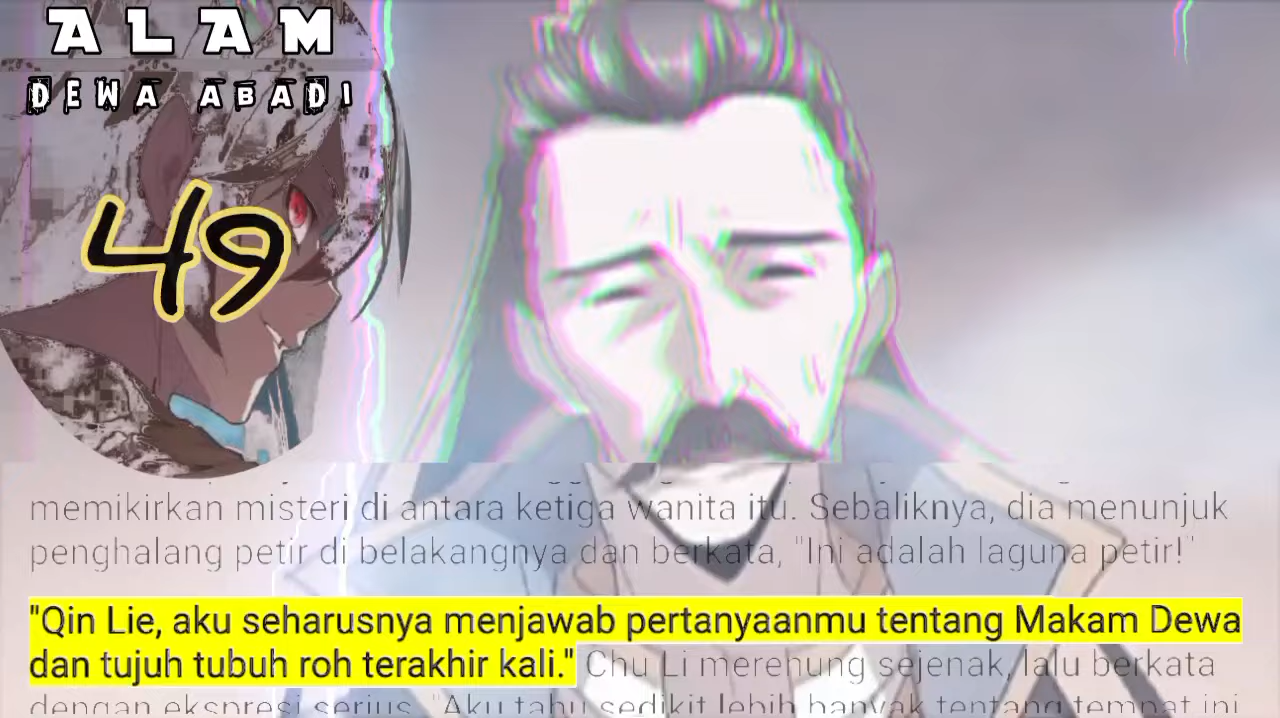 ALAM
DEWA ABADI
49
memikirkan misteri di antara ketiga wanita itu. Sebaliknya, dia menunjuk
penghalang petir di belakangnya dan berkata, "Ini adalah laguna petir!"
"Qin Lie, aku seharusnya menjawab pertanyaanmu tentang Makam Dewa
dan tujuh tubuh roh terakhir kali." Chu Li merenung sejenak, lalu berkata
dengan ekspresi serius, "Aku tahu sedikit lebih banyak tentang tempat ini